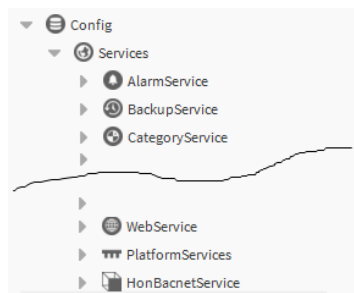 Config
Services
AlarmService
BackupService
CategoryService
WebService
PlatformServices
HonBacnetService